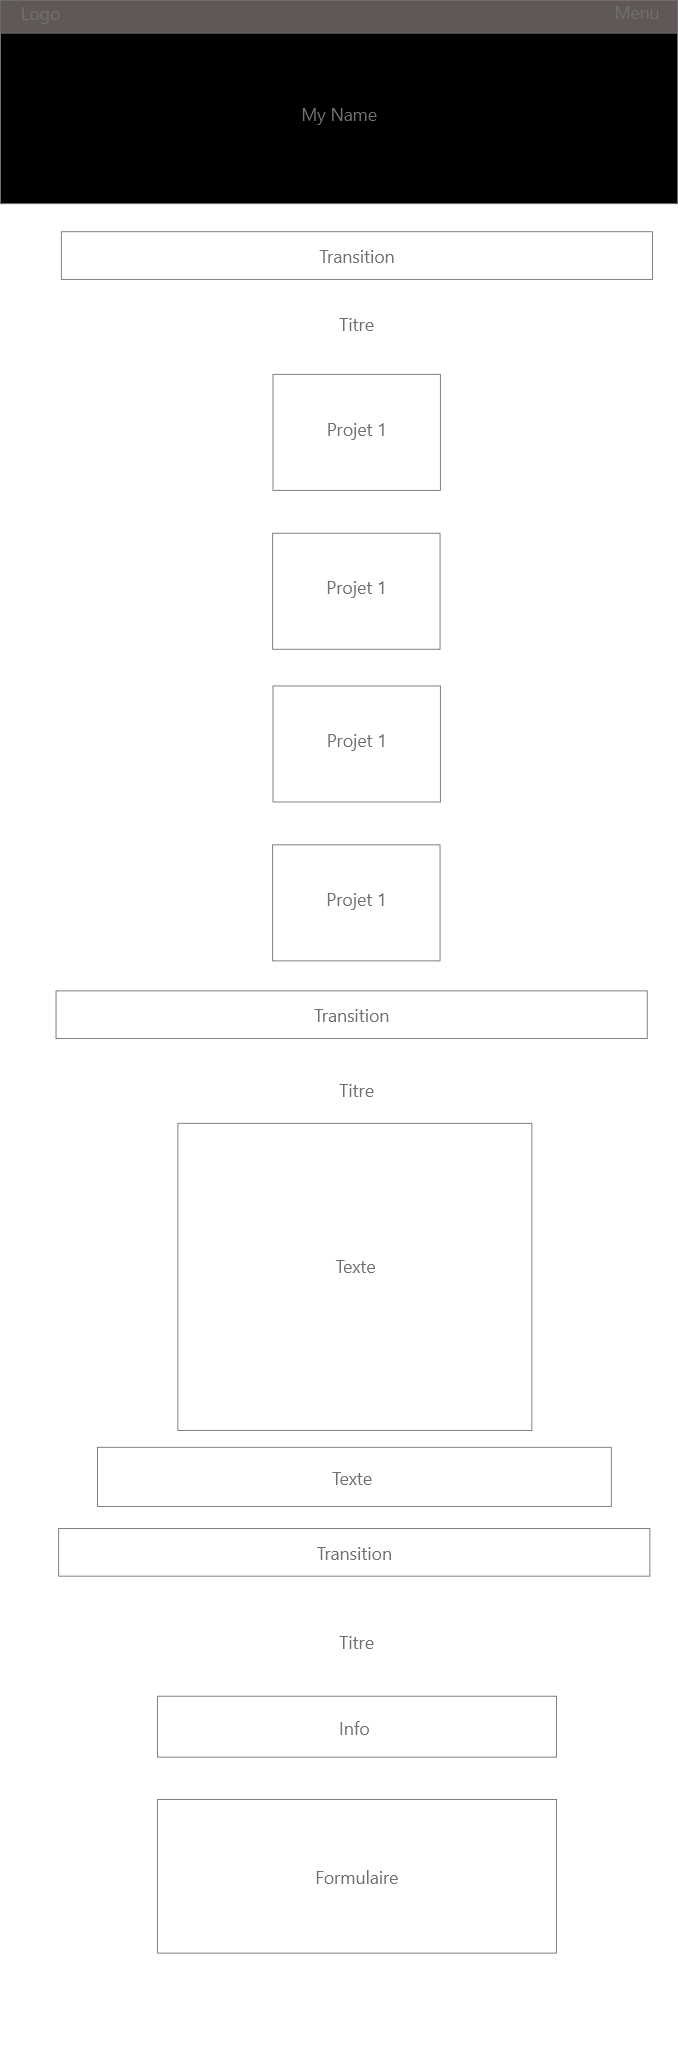 Logo
Menu
My Name
Transition
Titre
Projet 1
Projet 1
Projet 1
Projet 1
Transition
Titre
Texte
Texte
Transition
Titre
Info
Formulaire